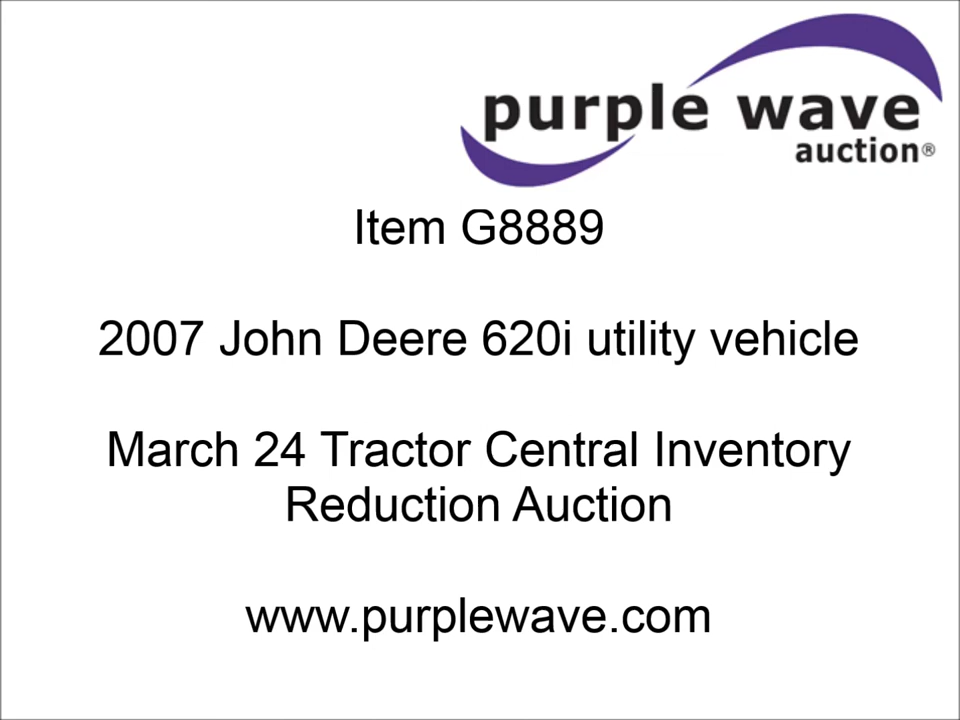 purple wave
auction®
Item G8889
2007 John Deere 620i utility vehicle
March 24 Tractor Central Inventory
Reduction Auction
www.purplewave.com